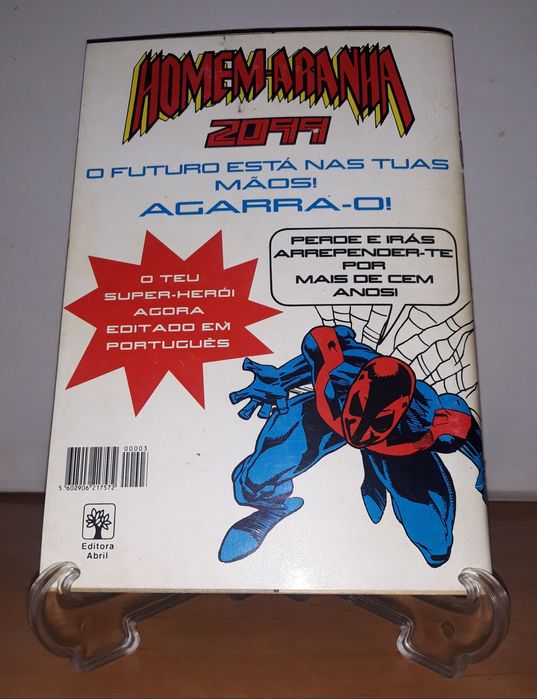 HOMEM-ARANHA
2099
O FUTURO ESTÁ NAS TUAS
MÃOS!
AGARRA-O!
PERDE E IRÁS
ARREPENDER-TE
POR
MAIS DE CEM
ANOS!
O TEU
SUPER-HERÓI
AGORA
EDITADO EM
PORTUGUÊS
00003
5 602906 217572
Editora
Abril